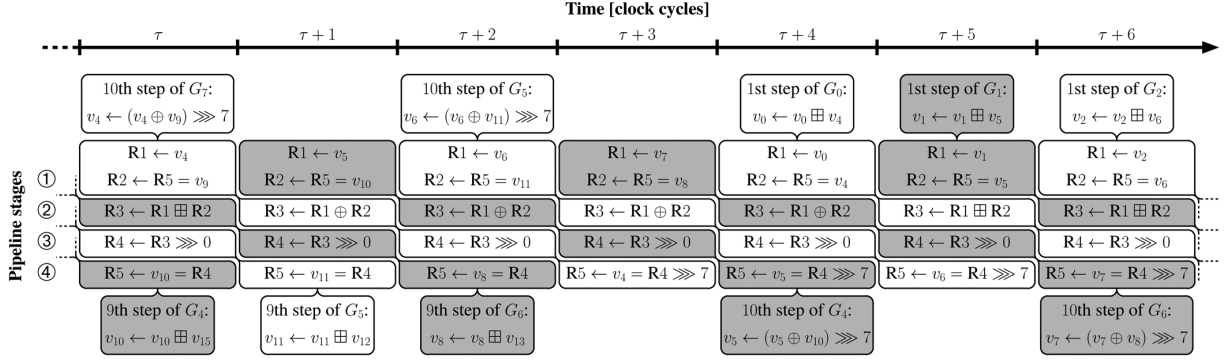 Time [clock cycles]
τ τ + 1 τ + 2 τ + 3 τ + 4 τ + 5 τ + 6
10th step of G₇: 10th step of G₅: 1st step of G₀: 1st step of G₁: 1st step of G₂:
v₄ ← (v₄ ⊕ v₉) ⋙ 7 v₆ ← (v₆ ⊕ v₁₁) ⋙ 7 v₀ ← v₀ ⊞ v₄ v₁ ← v₁ ⊞ v₅ v₂ ← v₂ ⊞ v₆
Pipeline stages
R1 ← v₄ R1 ← v₅ R1 ← v₆ R1 ← v₇ R1 ← v₀ R1 ← v₁ R1 ← v₂
① R2 ← R5 = v₉ R2 ← R5 = v₁₀ R2 ← R5 = v₁₁ R2 ← R5 = v₈ R2 ← R5 = v₄ R2 ← R5 = v₅ R2 ← R5 = v₆
② R3 ← R1 ⊞ R2 R3 ← R1 ⊕ R2 R3 ← R1 ⊕ R2 R3 ← R1 ⊕ R2 R3 ← R1 ⊕ R2 R3 ← R1 ⊞ R2 R3 ← R1 ⊞ R2
③ R4 ← R3 ⋙ 0 R4 ← R3 ⋙ 0 R4 ← R3 ⋙ 0 R4 ← R3 ⋙ 0 R4 ← R3 ⋙ 0 R4 ← R3 ⋙ 0 R4 ← R3 ⋙ 0
④ R5 ← v₁₀ = R4 R5 ← v₁₁ = R4 R5 ← v₈ = R4 R5 ← v₄ = R4 ⋙ 7 R5 ← v₅ = R4 ⋙ 7 R5 ← v₆ = R4 ⋙ 7 R5 ← v₇ = R4 ⋙ 7
9th step of G₄: 9th step of G₅: 9th step of G₆: 10th step of G₄: 10th step of G₆:
v₁₀ ← v₁₀ ⊞ v₁₅ v₁₁ ← v₁₁ ⊞ v₁₂ v₈ ← v₈ ⊞ v₁₃ v₅ ← (v₅ ⊕ v₁₀) ⋙ 7 v₇ ← (v₇ ⊕ v₈) ⋙ 7